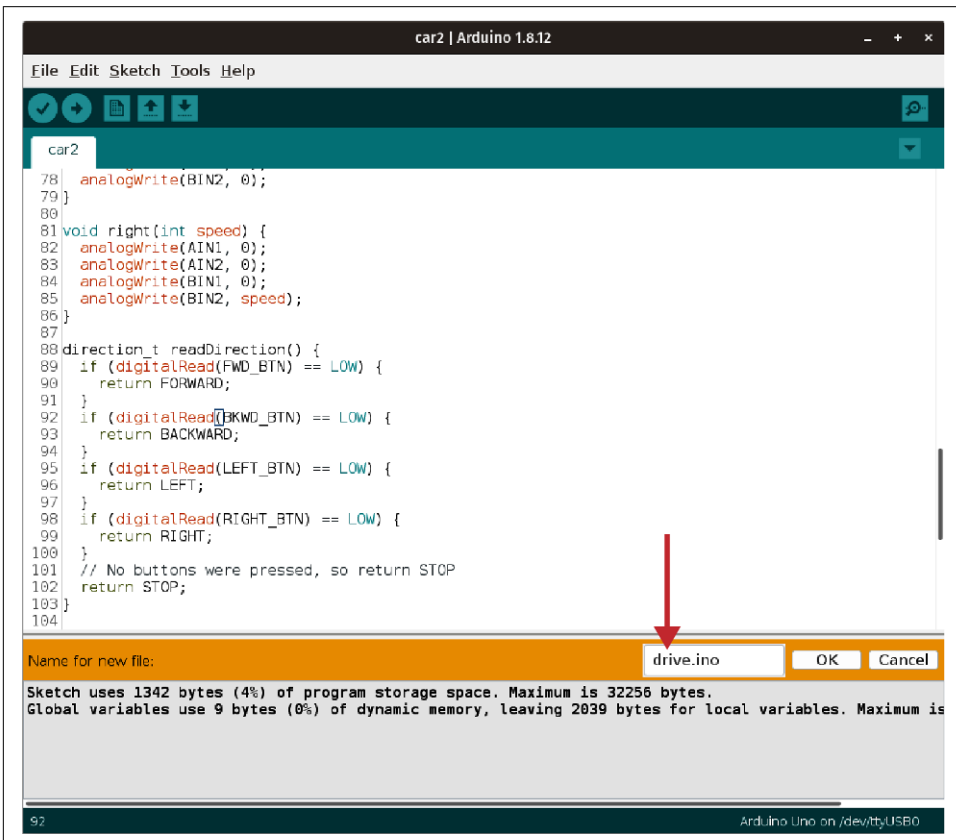 car2 | Arduino 1.8.12
File Edit Sketch Tools Help
car2
78 analogWrite(BIN2, 0);
79 }
80
81 void right(int speed) {
82 analogWrite(AIN1, 0);
83 analogWrite(AIN2, 0);
84 analogWrite(BIN1, 0);
85 analogWrite(BIN2, speed);
86 }
87
88 direction_t readDirection() {
89 if (digitalRead(FWD_BTN) == LOW) {
90 return FORWARD;
91 }
92 if (digitalRead(BKWD_BTN) == LOW) {
93 return BACKWARD;
94 }
95 if (digitalRead(LEFT_BTN) == LOW) {
96 return LEFT;
97 }
98 if (digitalRead(RIGHT_BTN) == LOW) {
99 return RIGHT;
100 }
101 // No buttons were pressed, so return STOP
102 return STOP;
103 }
104
Name for new file: drive.ino OK Cancel
Sketch uses 1342 bytes (4%) of program storage space. Maximum is 32256 bytes.
Global variables use 9 bytes (0%) of dynamic memory, leaving 2039 bytes for local variables. Maximum is
92 Arduino Uno on /dev/ttyUSB0